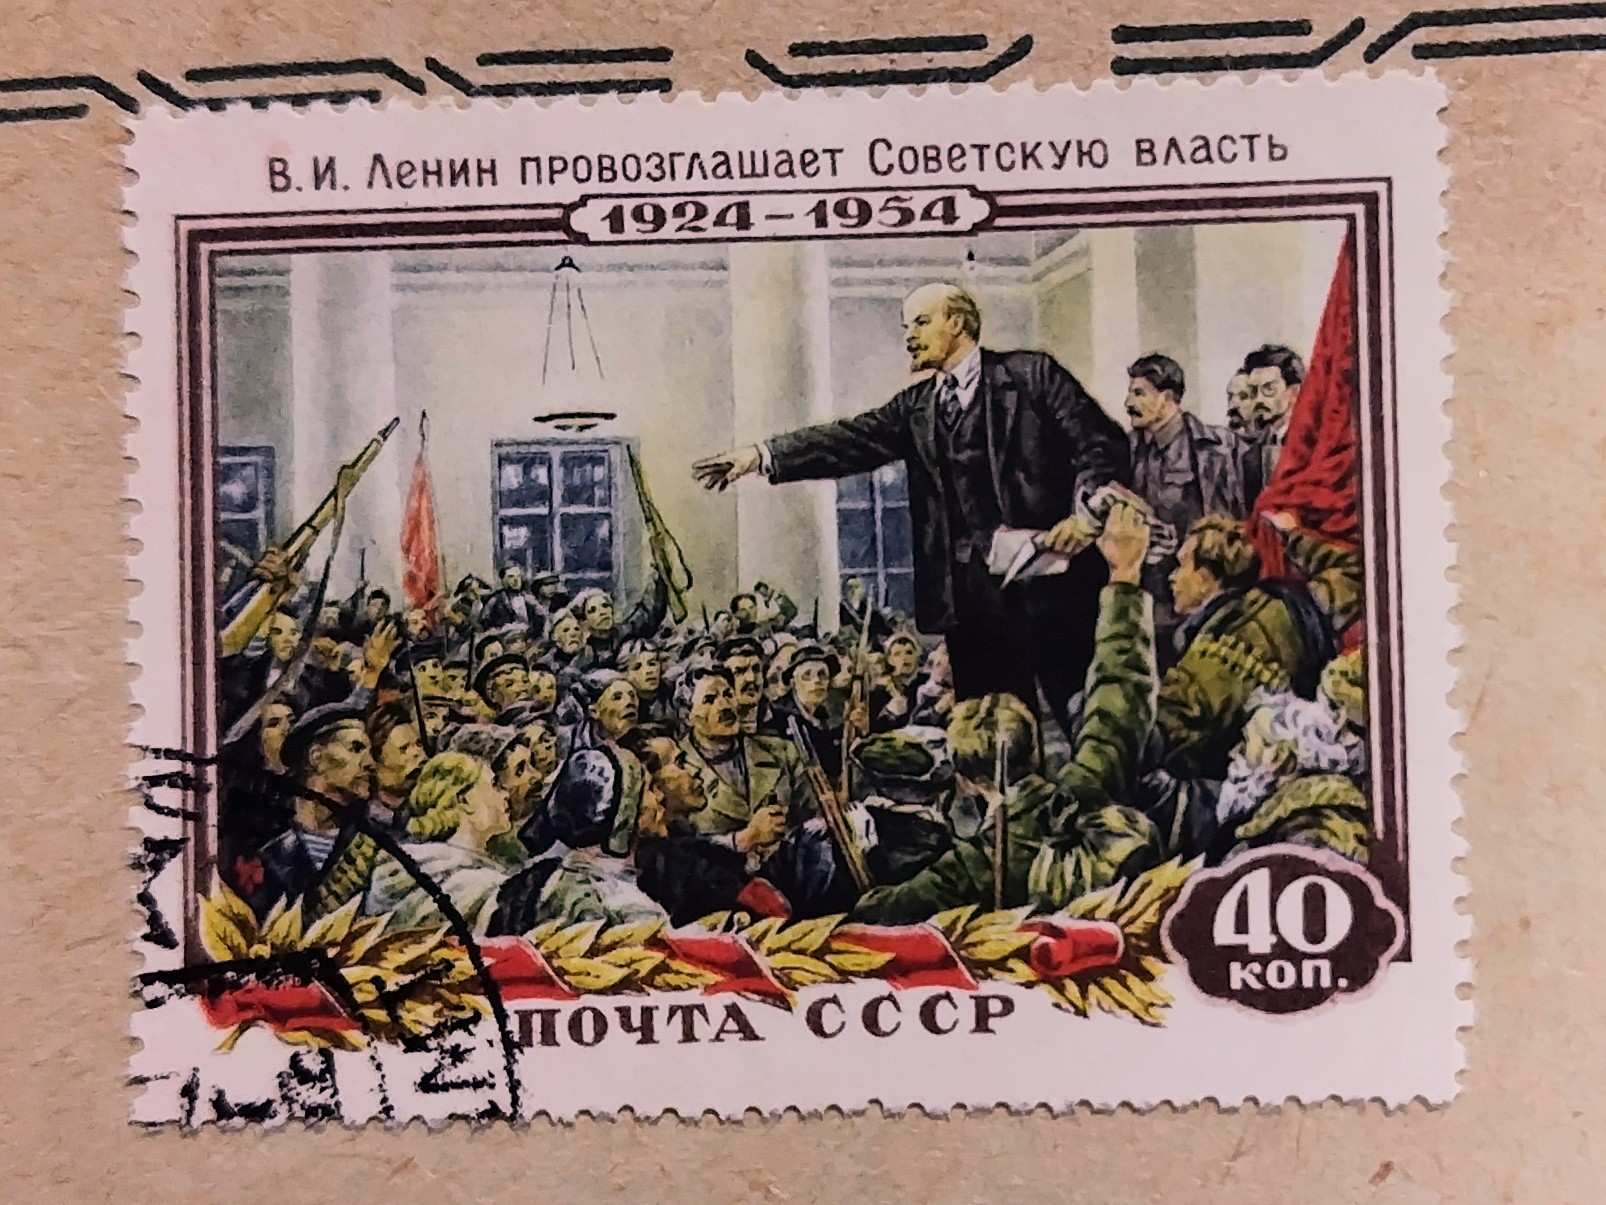 В.И. Ленин провозглашает Советскую власть
1924-1954
40
коп.
ПОЧТА СССР